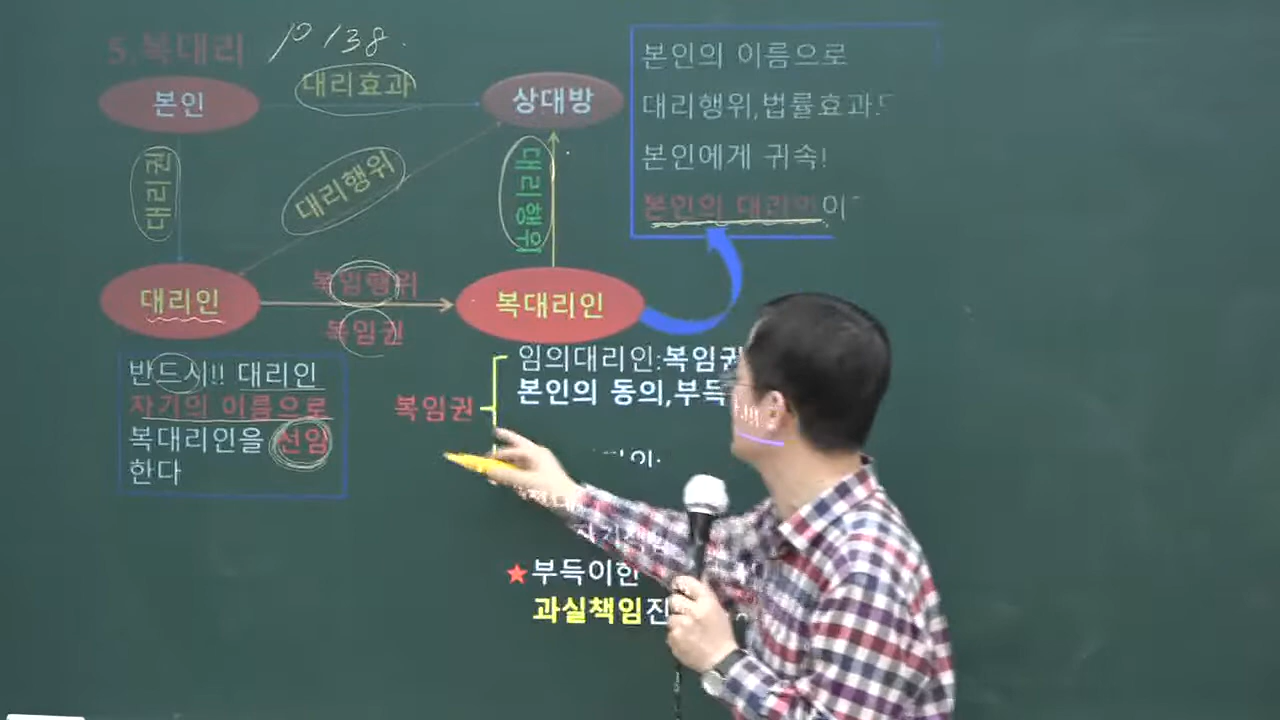 5.복대리 p 138.
본인
대리효과
상대방
대리권
대리행위
대리행위
대리인
복임행위
복임권
복대리인
본인의 이름으로
대리행위,법률효과도
본인에게 귀속!
본인의 대리인이
반드시!! 대리인
자기의 이름으로
복대리인을 선임
한다
복임권
임의대리인:복임권
본인의 동의,부득
★부득이한
과실책임진